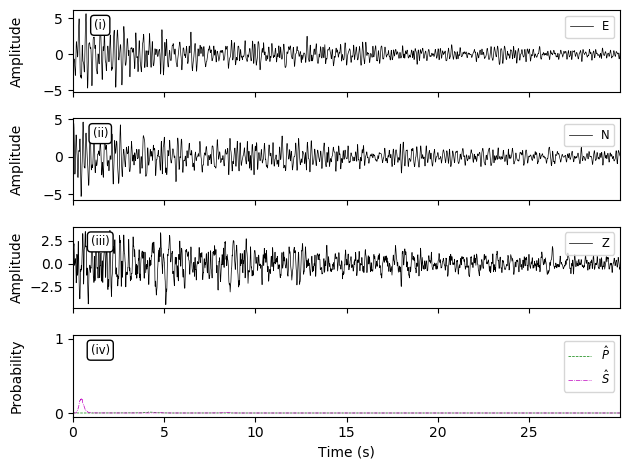 Amplitude
5
0
−5
(i)
E
Amplitude
5
0
−5
(ii)
N
Amplitude
2.5
0.0
−2.5
(iii)
Z
Probability
1
0
(iv)
P̂
Ŝ
0 5 10 15 20 25
Time (s)